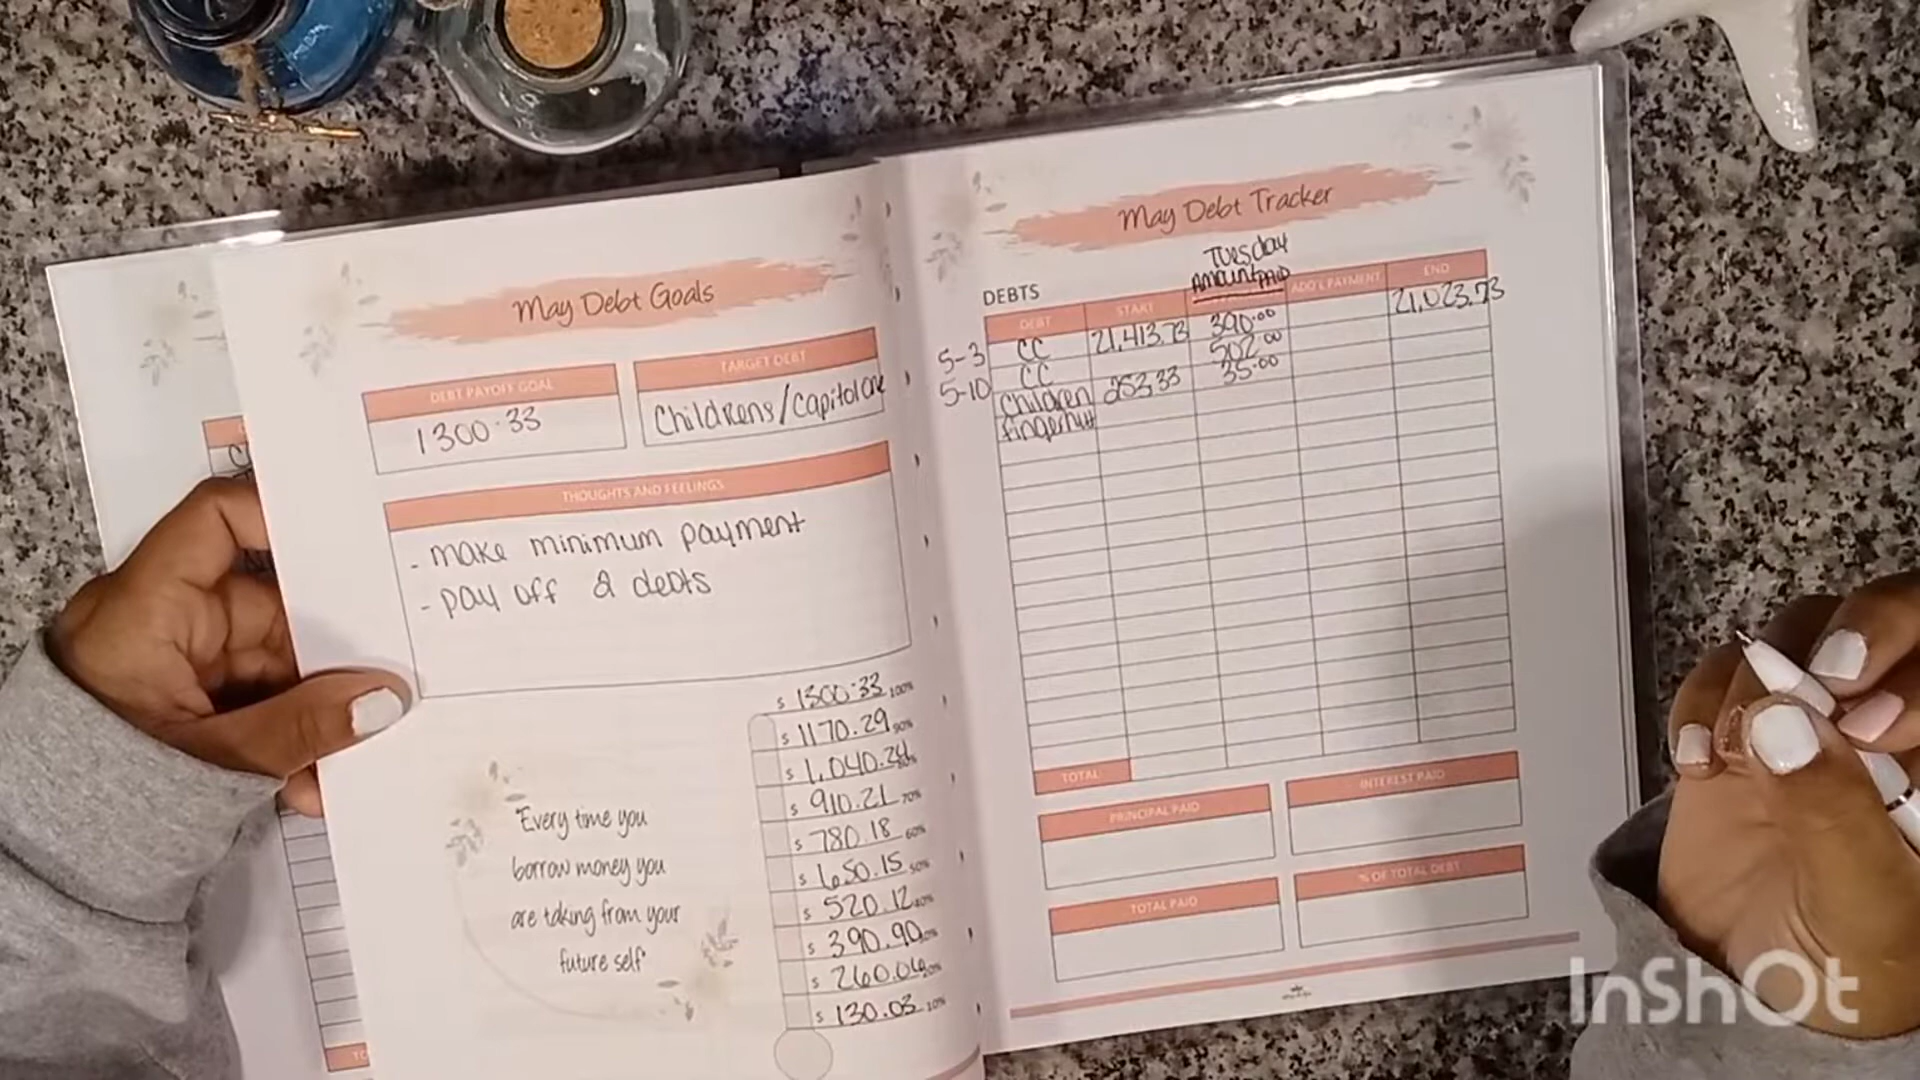 May Debt Goals
DEBT PAYOFF GOAL
1300.33
TARGET DEBT
Childrens/Capitol one
THOUGHTS AND FEELINGS
- make minimum payment
- pay off 2 debts
"Every time you
borrow money you
are taking from your
future self"
$ 1300.33 100%
$ 1170.29 90%
$ 1,040.26 80%
$ 910.21 70%
$ 780.18 60%
$ 650.15 50%
$ 520.12 40%
$ 390.90
$ 260.06 20%
$ 130.03 10%
May Debt Tracker
Tuesday
DEBTS
DEBT START Amount PAID ADD'L PAYMENT END
5-3 CC 21,413.73 390.00 21,023.73
5-10 CC 502.00
Children 253.33 35.00
fingerhut
TOTAL
PRINCIPAL PAID
INTEREST PAID
TOTAL PAID
% OF TOTAL DEBT
InShOt